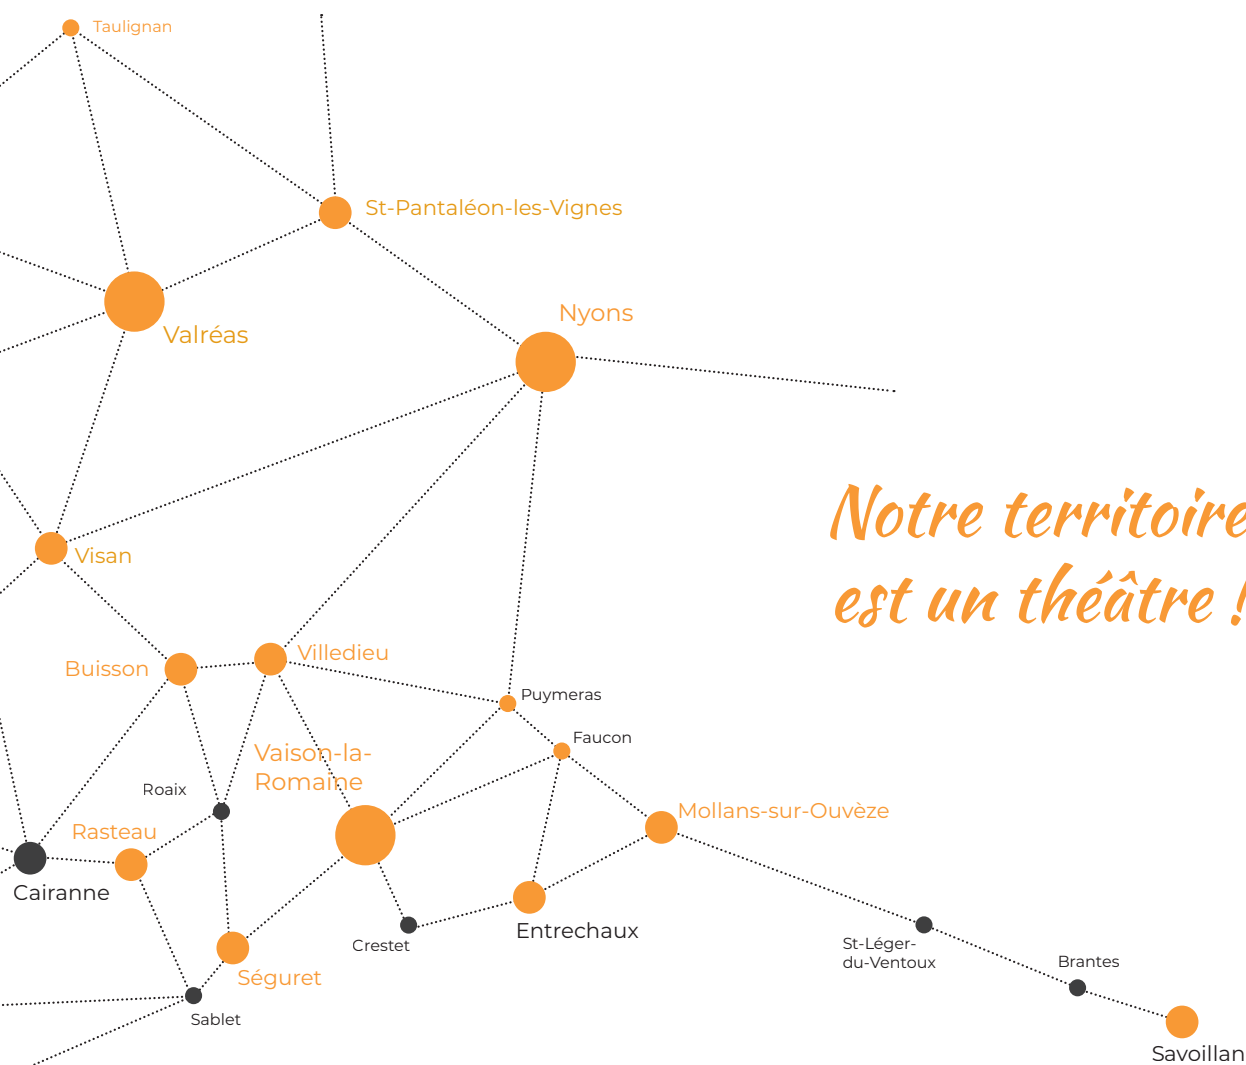 Taulignan
St-Pantaléon-les-Vignes
Nyons
Valréas
Notre territoire
est un théâtre !
Visan
Villedieu
Buisson
Puymeras
Faucon
Vaison-la-
Romaine
Roaix
Mollans-sur-Ouvèze
Rasteau
Cairanne
Entrechaux
Crestet
St-Léger-
du-Ventoux
Brantes
Séguret
Sablet
Savoillan